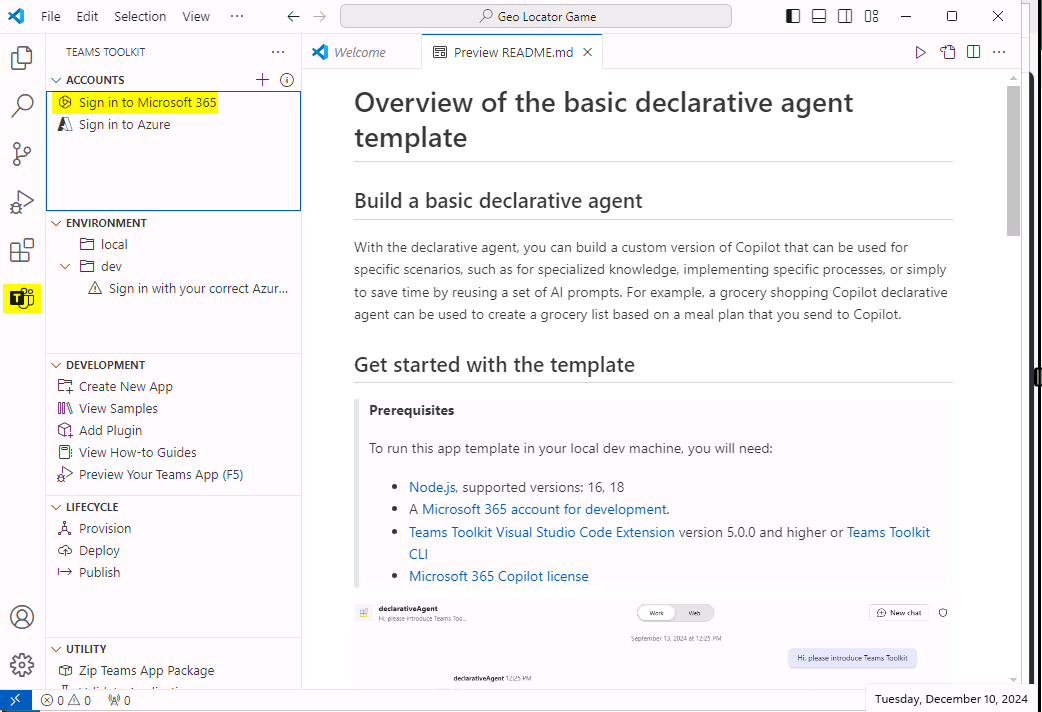 File Edit Selection View ··· Geo Locator Game
TEAMS TOOLKIT ···
ACCOUNTS
Sign in to Microsoft 365
Sign in to Azure
ENVIRONMENT
local
dev
Sign in with your correct Azur...
DEVELOPMENT
Create New App
View Samples
Add Plugin
View How-to Guides
Preview Your Teams App (F5)
LIFECYCLE
Provision
Deploy
Publish
UTILITY
Zip Teams App Package
Welcome
Preview README.md
Overview of the basic declarative agent
template
Build a basic declarative agent
With the declarative agent, you can build a custom version of Copilot that can be used for
specific scenarios, such as for specialized knowledge, implementing specific processes, or simply
to save time by reusing a set of AI prompts. For example, a grocery shopping Copilot declarative
agent can be used to create a grocery list based on a meal plan that you send to Copilot.
Get started with the template
Prerequisites
To run this app template in your local dev machine, you will need:
• Node.js, supported versions: 16, 18
• A Microsoft 365 account for development.
• Teams Toolkit Visual Studio Code Extension version 5.0.0 and higher or Teams Toolkit
CLI
• Microsoft 365 Copilot license
declarativeAgent
Hi, please introduce Teams Too...
Work Web
New chat
September 13, 2024 at 12:25 PM
Hi, please introduce Teams Toolkit
declarativeAgent 12:25 PM
0 0 0
Tuesday, December 10, 2024